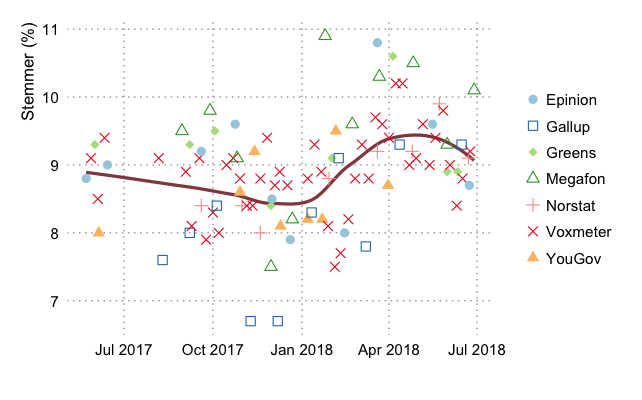 Stemmer (%)
11
10
9
8
7
Jul 2017
Oct 2017
Jan 2018
Apr 2018
Jul 2018
Epinion
Gallup
Greens
Megafon
Norstat
Voxmeter
YouGov